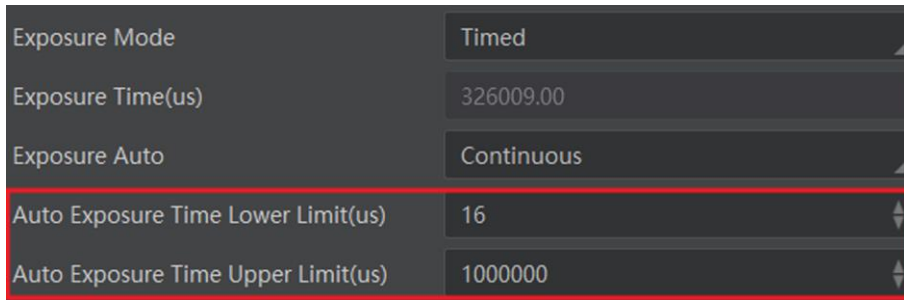 Exposure Mode Timed
Exposure Time(us) 326009.00
Exposure Auto Continuous
Auto Exposure Time Lower Limit(us) 16
Auto Exposure Time Upper Limit(us) 1000000